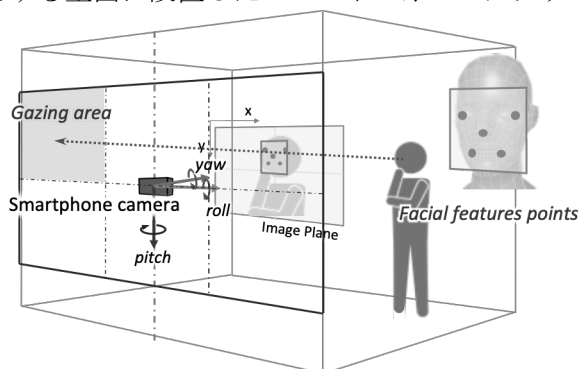 Gazing area
x
y
yaw
Smartphone camera
roll
Facial features points
Image Plane
pitch